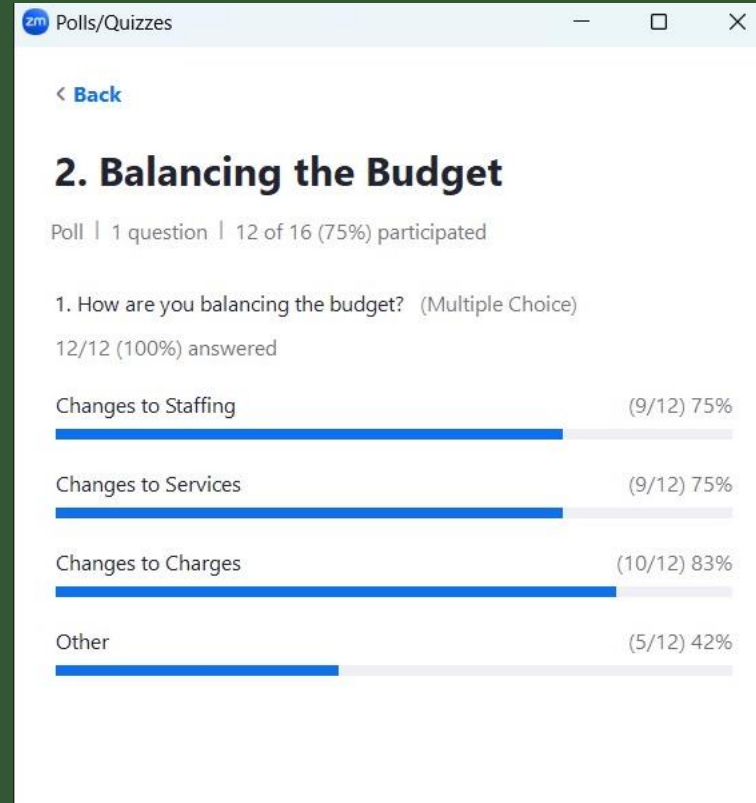 zm Polls/Quizzes
< Back
2. Balancing the Budget
Poll | 1 question | 12 of 16 (75%) participated
1. How are you balancing the budget? (Multiple Choice)
12/12 (100%) answered
Changes to Staffing (9/12) 75%
Changes to Services (9/12) 75%
Changes to Charges (10/12) 83%
Other (5/12) 42%